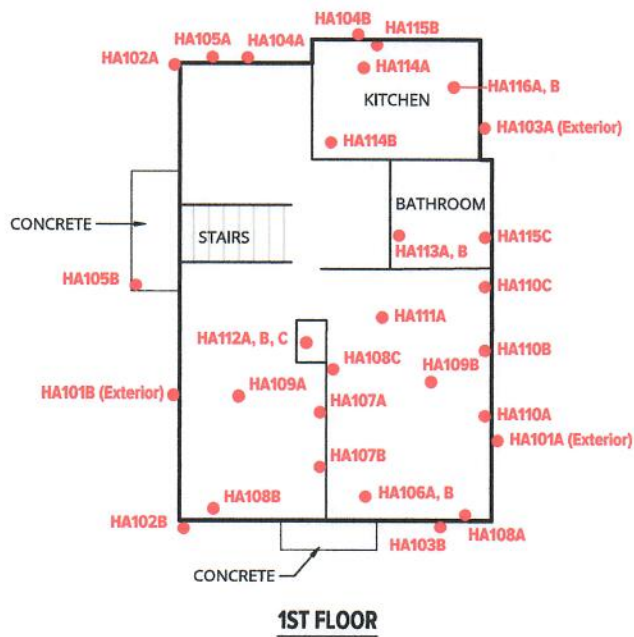 HA104B
HA105A
HA104A
HA115B
HA102A
HA114A
HA116A, B
KITCHEN
HA103A (Exterior)
HA114B
BATHROOM
CONCRETE
STAIRS
HA113A, B
HA115C
HA105B
HA110C
HA111A
HA112A, B, C
HA110B
HA108C
HA109B
HA101B (Exterior)
HA109A
HA107A
HA110A
HA101A (Exterior)
HA107B
HA108B
HA106A, B
HA102B
HA103B
HA108A
CONCRETE
1ST FLOOR